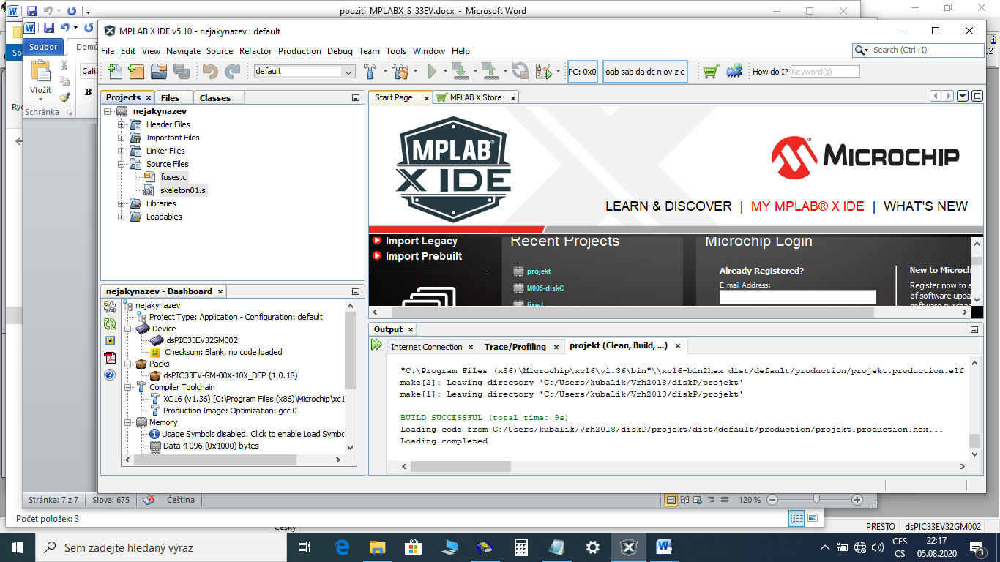 pouziti_MPLABX_S_33EV.docx - Microsoft Word
Soubor
Domů
Vložit
Schránka
B
MPLAB X IDE v5.10 - nejakynazev : default
File Edit View Navigate Source Refactor Production Debug Team Tools Window Help
Search (Ctrl+I)
default
PC: 0x0
oab sab da dc n ov z c
How do I?
Keyword(s)
Projects
Files
Classes
nejakynazev
Header Files
Important Files
Linker Files
Source Files
fuses.c
skeleton01.s
Libraries
Loadables
Start Page
MPLAB X Store
MPLAB®
X IDE
MICROCHIP
LEARN & DISCOVER | MY MPLAB® X IDE | WHAT'S NEW
Import Legacy
Import Prebuilt
Recent Projects
projekt
M005-diskC
fixed
Microchip Login
Already Registered?
E-mail Address:
New to Microch
Register now to e
of software upda
software purchas
nejakynazev - Dashboard
nejakynazev
Project Type: Application - Configuration: default
Device
dsPIC33EV32GM002
Checksum: Blank, no code loaded
Packs
dsPIC33EV-GM-00X-10X_DFP (1.0.18)
Compiler Toolchain
XC16 (v1.36) [C:\Program Files (x86)\Microchip\xc1
Production Image: Optimization: gcc 0
Memory
Usage Symbols disabled. Click to enable Load Symbo
Data 4 096 (0x1000) bytes
Output
Internet Connection
Trace/Profiling
projekt (Clean, Build, ...)
"C:\Program Files (x86)\Microchip\xc16\v1.36\bin"\\xc16-bin2hex dist/default/production/projekt.production.elf
make[2]: Leaving directory 'C:/Users/kubalik/Vrh2018/diskP/projekt'
make[1]: Leaving directory 'C:/Users/kubalik/Vrh2018/diskP/projekt'
BUILD SUCCESSFUL (total time: 9s)
Loading code from C:/Users/kubalik/Vrh2018/diskP/projekt/dist/default/production/projekt.production.hex...
Loading completed
Stránka: 7 z 7
Slova: 675
Čeština
120 %
Počet položek: 3
PRESTO
dsPIC33EV32GM002
Sem zadejte hledaný výraz
CES
CS
22:17
05.08.2020
3